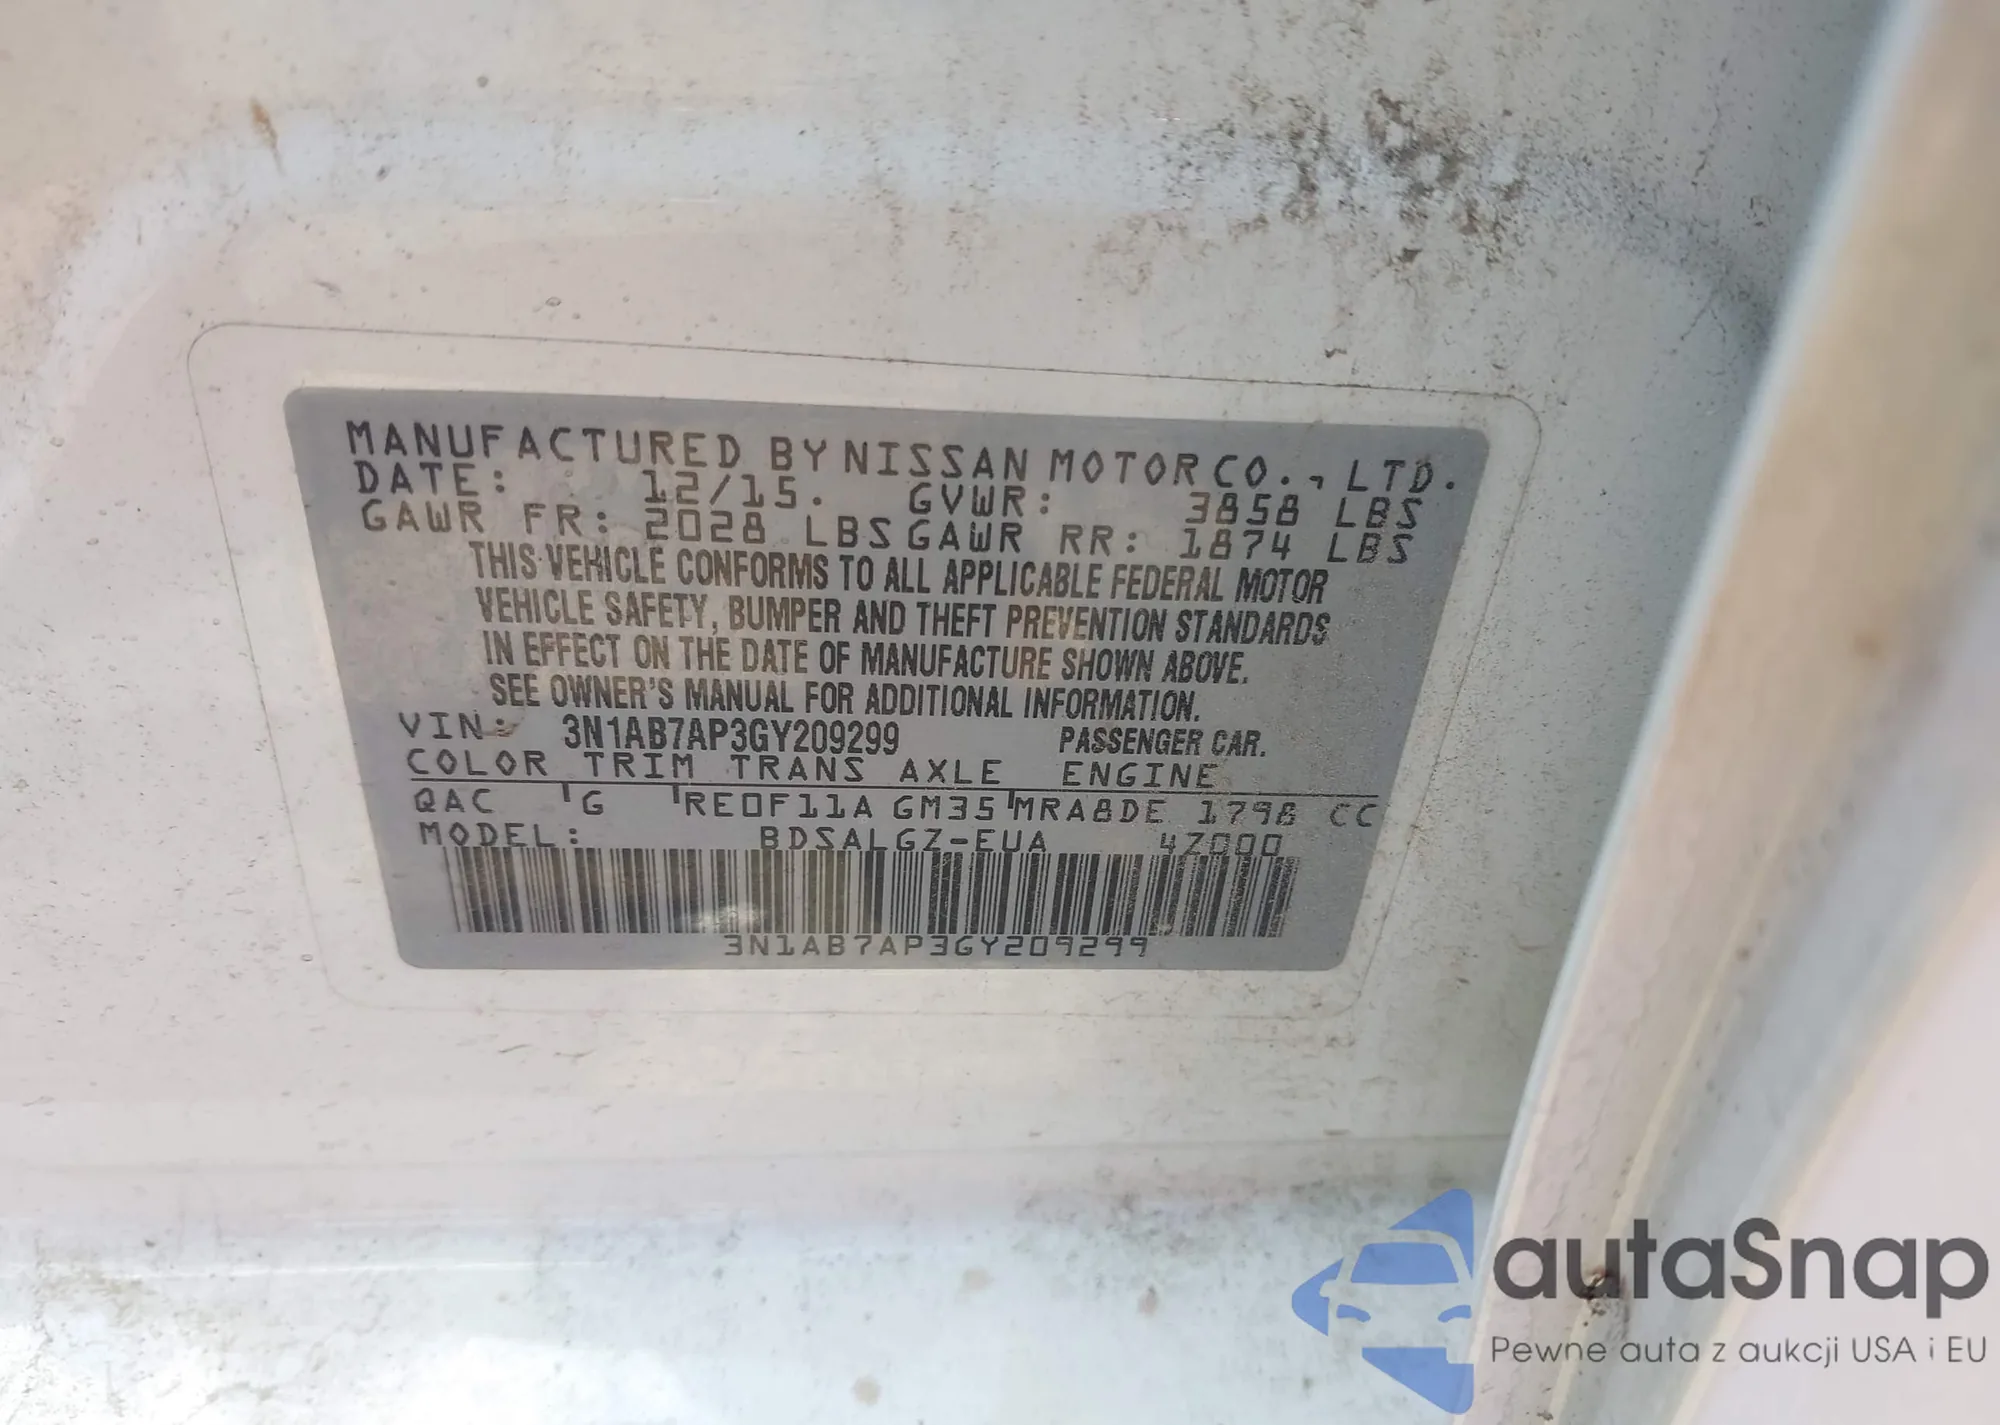 MANUFACTURED BY NISSAN MOTOR CO., LTD.
DATE: 12/15. GVWR: 3858 LBS
GAWR FR: 2028 LBS GAWR RR: 1874 LBS
THIS VEHICLE CONFORMS TO ALL APPLICABLE FEDERAL MOTOR
VEHICLE SAFETY, BUMPER AND THEFT PREVENTION STANDARDS
IN EFFECT ON THE DATE OF MANUFACTURE SHOWN ABOVE.
SEE OWNER'S MANUAL FOR ADDITIONAL INFORMATION.
VIN: 3N1AB7AP3GY209299 PASSENGER CAR.
COLOR TRIM TRANS AXLE ENGINE
QAC G RE0F11A GM35 MRA8DE 1798 CC
MODEL: BDSALGZ-EUA 4Z000
3N1AB7AP3GY209299
autaSnap
Pewne auta z aukcji USA i EU